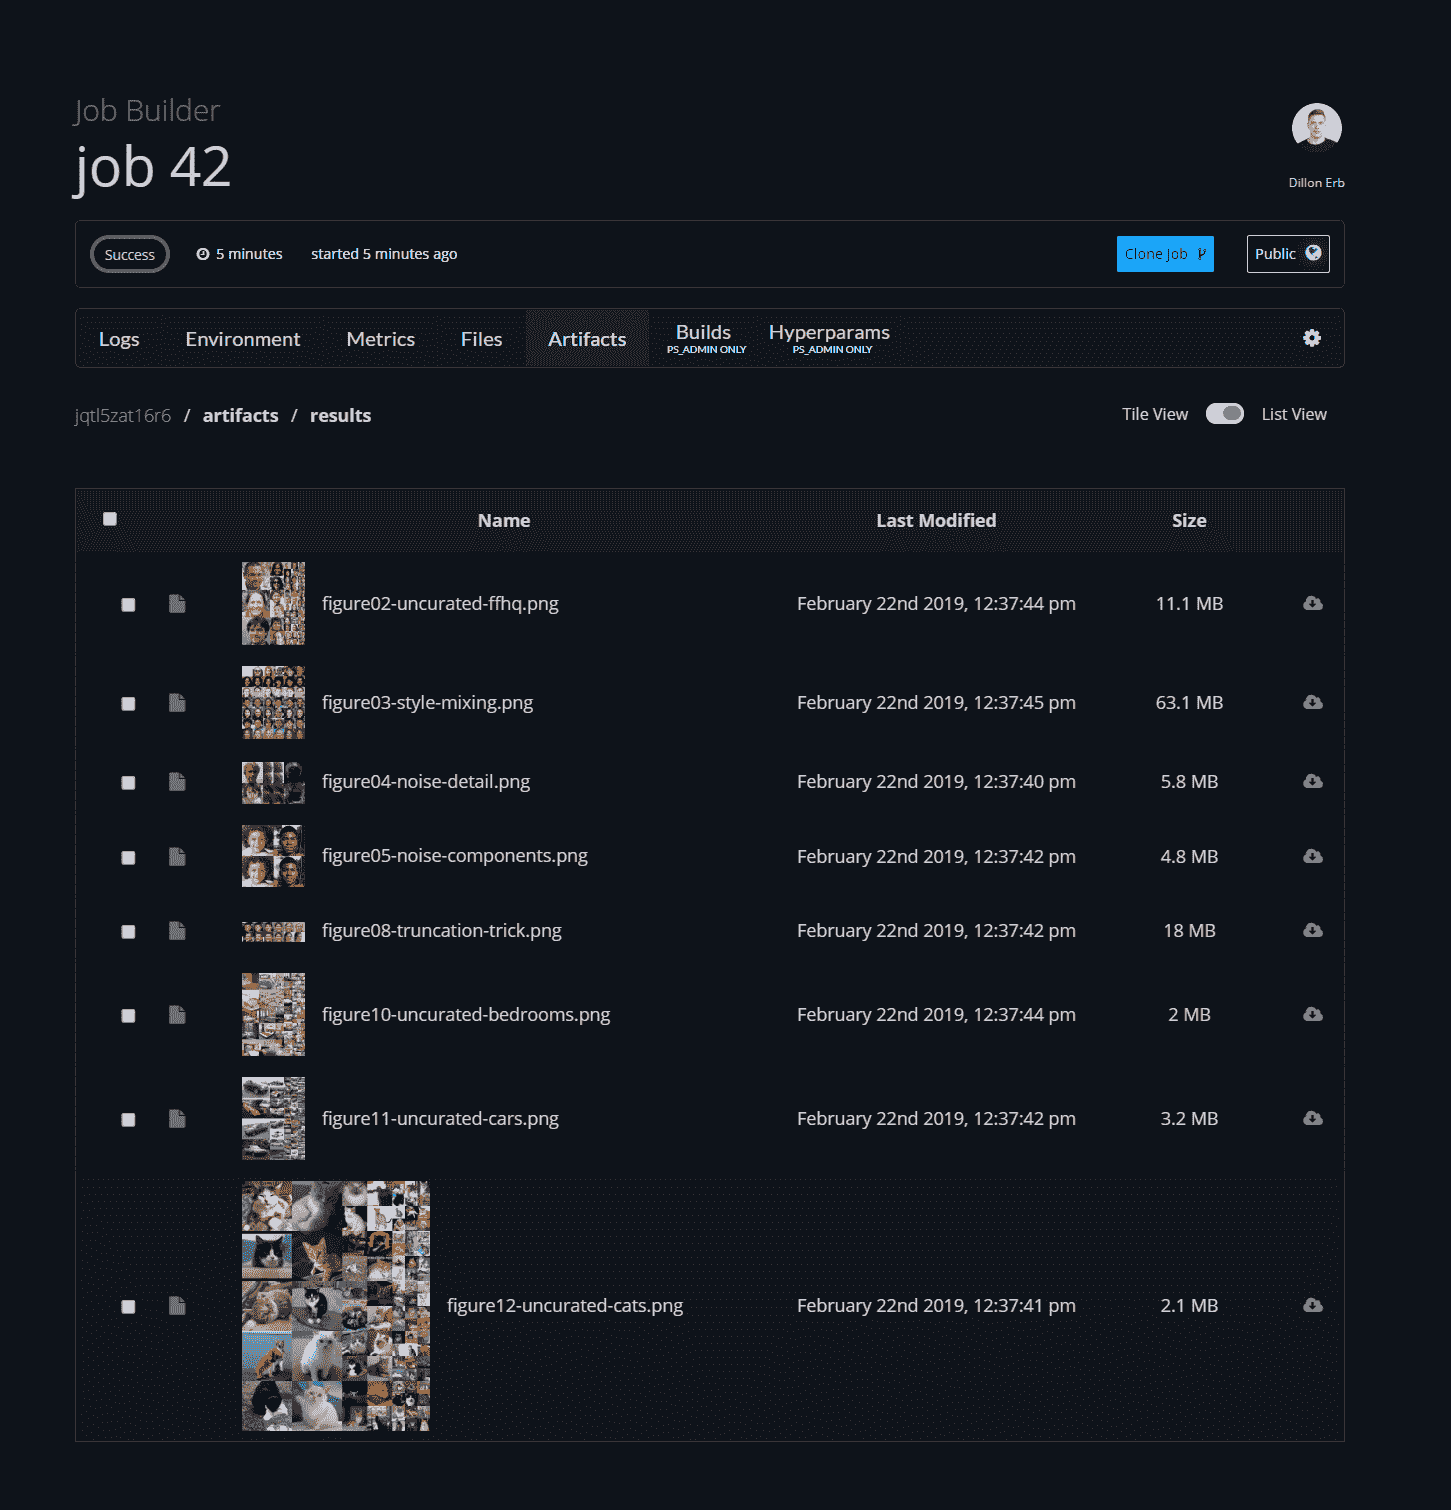 Job Builder
job 42
Dillon Erb
Success 5 minutes started 5 minutes ago Clone Job Public
Logs Environment Metrics Files Artifacts Builds PS_ADMIN ONLY Hyperparams PS_ADMIN ONLY
jqtl5zat16r6 / artifacts / results Tile View List View
Name Last Modified Size
figure02-uncurated-ffhq.png February 22nd 2019, 12:37:44 pm 11.1 MB
figure03-style-mixing.png February 22nd 2019, 12:37:45 pm 63.1 MB
figure04-noise-detail.png February 22nd 2019, 12:37:40 pm 5.8 MB
figure05-noise-components.png February 22nd 2019, 12:37:42 pm 4.8 MB
figure08-truncation-trick.png February 22nd 2019, 12:37:42 pm 18 MB
figure10-uncurated-bedrooms.png February 22nd 2019, 12:37:44 pm 2 MB
figure11-uncurated-cars.png February 22nd 2019, 12:37:42 pm 3.2 MB
figure12-uncurated-cats.png February 22nd 2019, 12:37:41 pm 2.1 MB